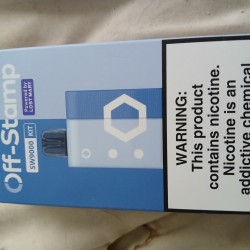 Off-Stamp
Powered by
LOST MARY
SW9000 KIT
WARNING:
This product
contains nicotine.
Nicotine is an
addictive chemical.